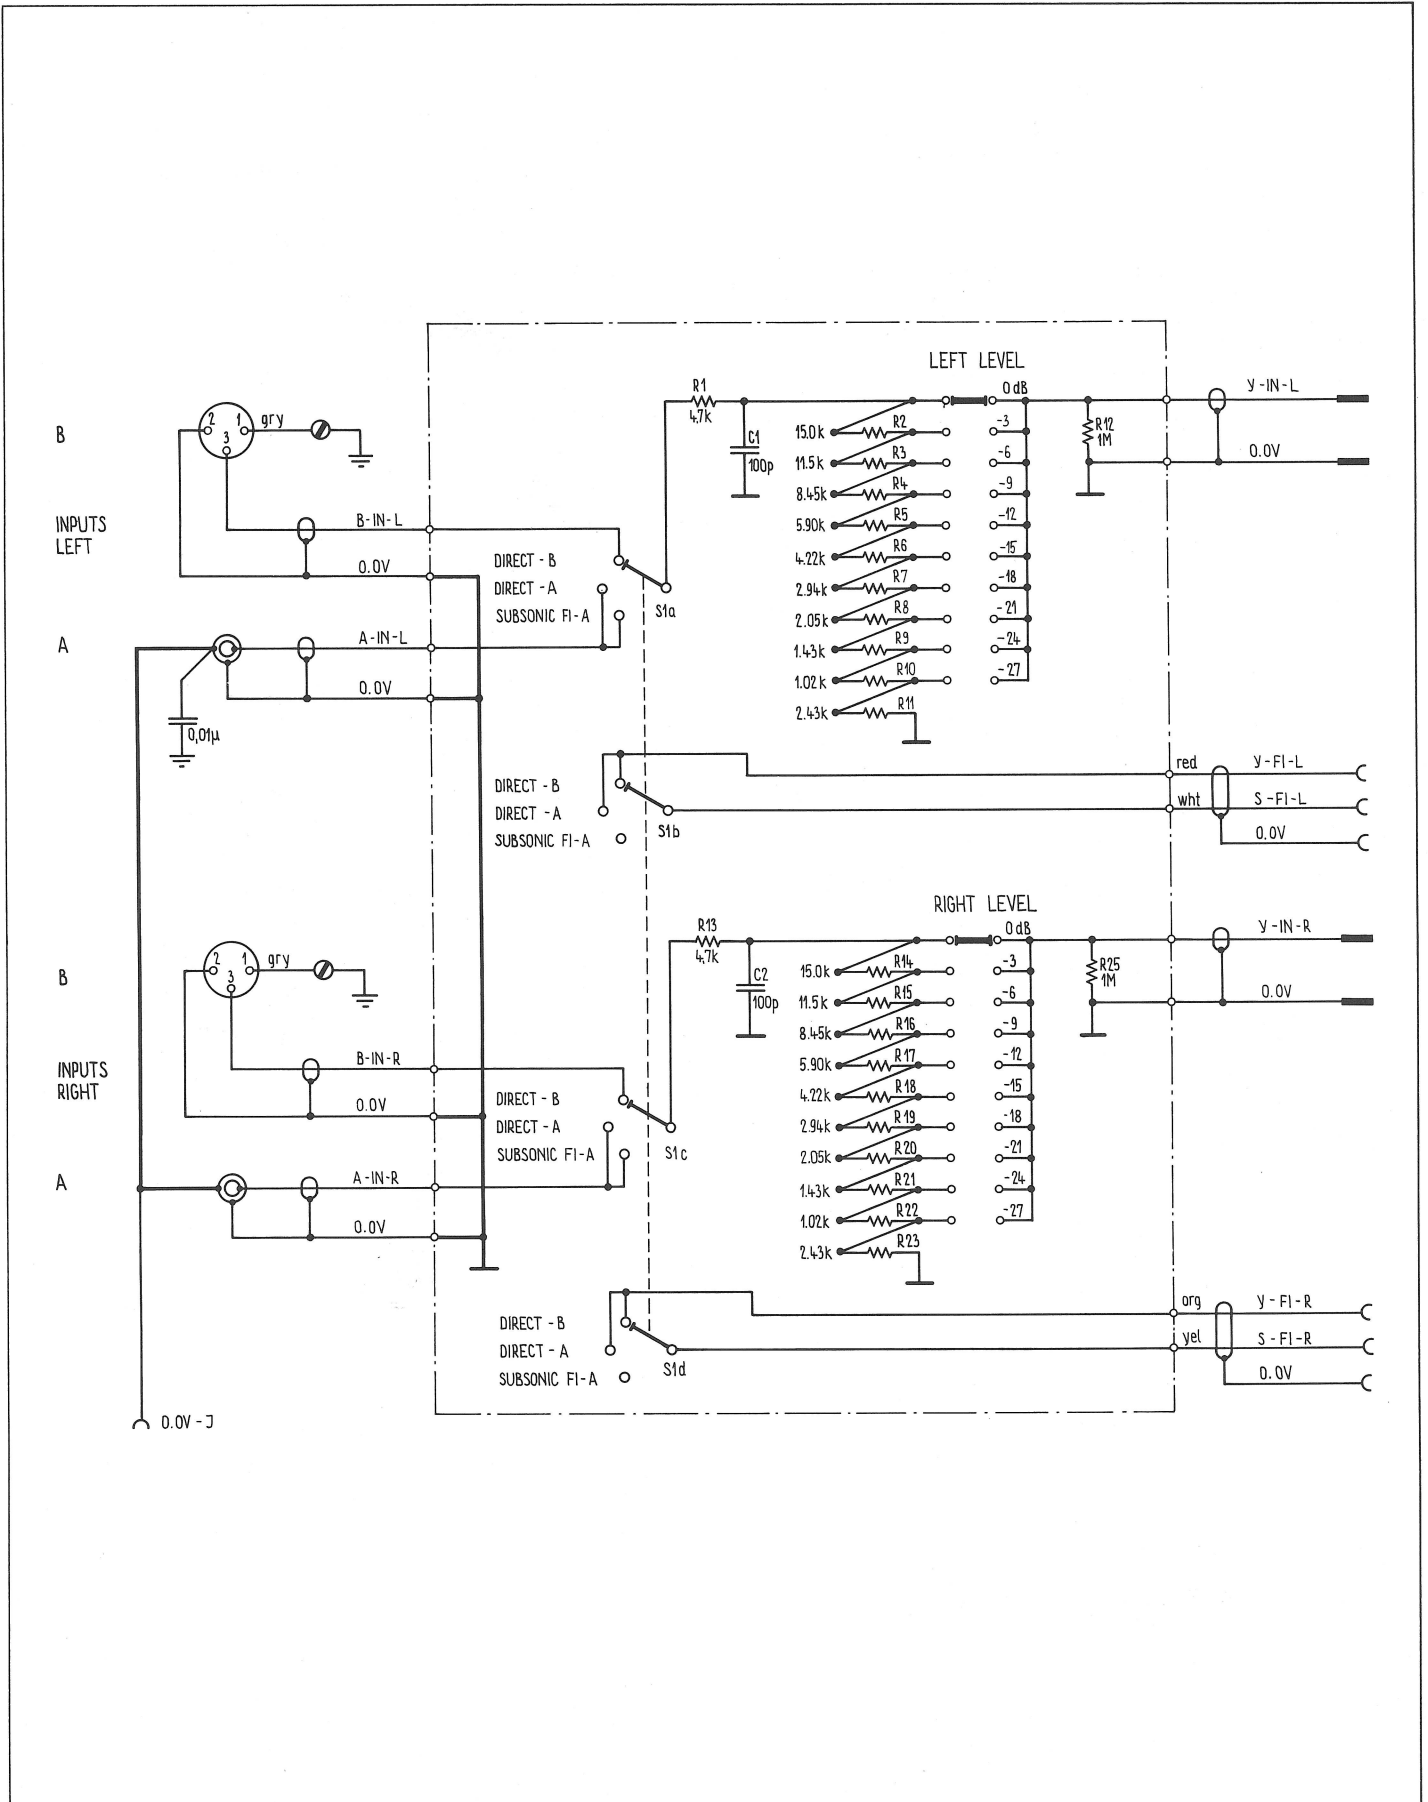 LEFT LEVEL
0 dB
R1
4,7k
C1
100p
15.0k
R2
-3
11.5k
R3
-6
8.45k
R4
-9
5.90k
R5
-12
4.22k
R6
-15
2.94k
R7
-18
2.05k
R8
-21
1.43k
R9
-24
1.02k
R10
-27
2.43k
R11
R12
1M
Y-IN-L
0.0V
B
2
1
3
gry
INPUTS
LEFT
B-IN-L
0.0V
DIRECT - B
DIRECT - A
SUBSONIC FI-A
S1a
A
A-IN-L
0.0V
0,01µ
DIRECT - B
DIRECT - A
SUBSONIC FI-A
S1b
red
Y-FI-L
wht
S-FI-L
0.0V
RIGHT LEVEL
0 dB
R13
4,7k
C2
100p
15.0k
R14
-3
11.5k
R15
-6
8.45k
R16
-9
5.90k
R17
-12
4.22k
R18
-15
2.94k
R19
-18
2.05k
R20
-21
1.43k
R21
-24
1.02k
R22
-27
2.43k
R23
R25
1M
Y-IN-R
0.0V
B
2
1
3
gry
INPUTS
RIGHT
B-IN-R
0.0V
DIRECT - B
DIRECT - A
SUBSONIC FI-A
S1c
A
A-IN-R
0.0V
DIRECT - B
DIRECT - A
SUBSONIC FI-A
S1d
org
Y-FI-R
yel
S-FI-R
0.0V
0.0V-J